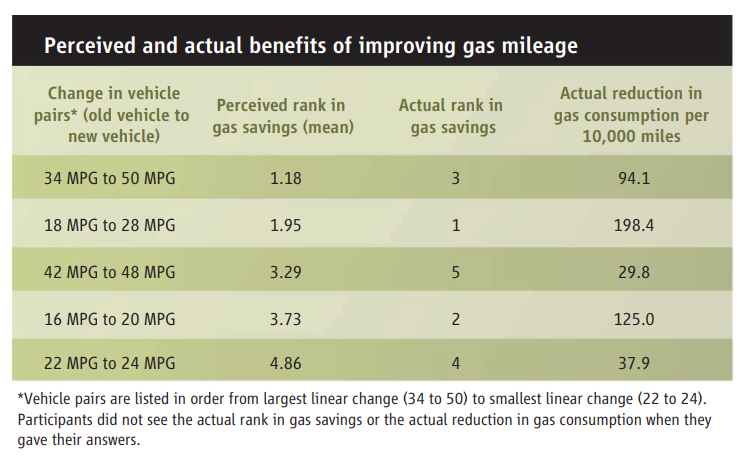 Perceived and actual benefits of improving gas mileage
Change in vehicle
pairs* (old vehicle to
new vehicle)
Perceived rank in
gas savings (mean)
Actual rank in
gas savings
Actual reduction in
gas consumption per
10,000 miles
34 MPG to 50 MPG 1.18 3 94.1
18 MPG to 28 MPG 1.95 1 198.4
42 MPG to 48 MPG 3.29 5 29.8
16 MPG to 20 MPG 3.73 2 125.0
22 MPG to 24 MPG 4.86 4 37.9
*Vehicle pairs are listed in order from largest linear change (34 to 50) to smallest linear change (22 to 24).
Participants did not see the actual rank in gas savings or the actual reduction in gas consumption when they
gave their answers.